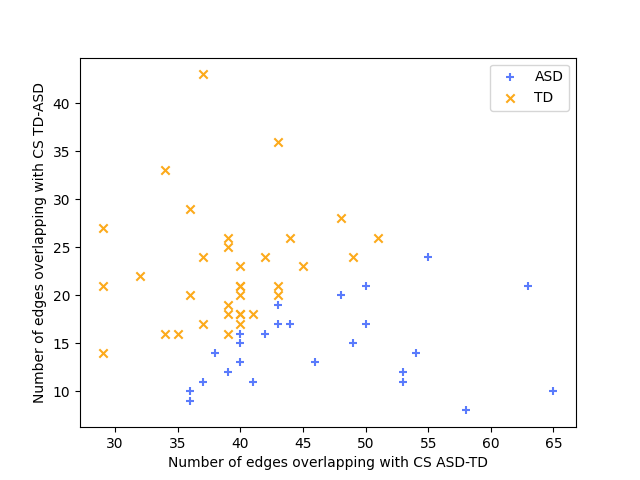 ASD
TD
Number of edges overlapping with CS TD-ASD
40
35
30
25
20
15
10
30 35 40 45 50 55 60 65
Number of edges overlapping with CS ASD-TD